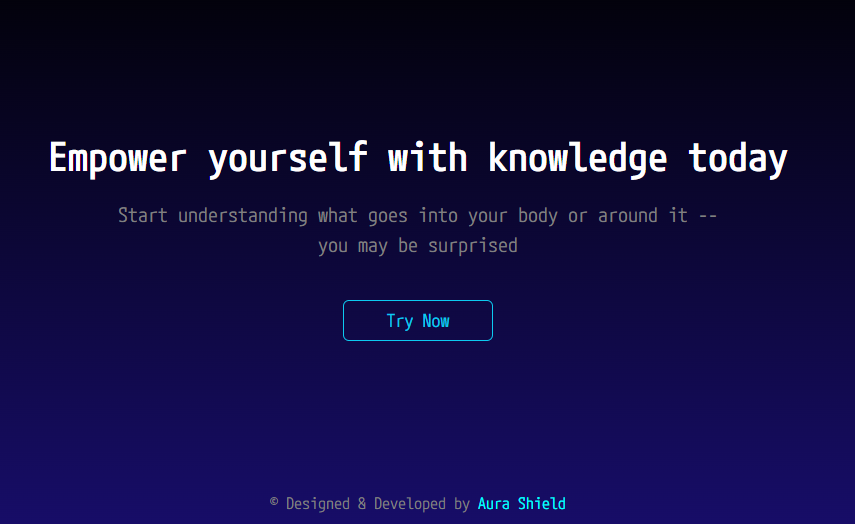 Empower yourself with knowledge today
Start understanding what goes into your body or around it --
you may be surprised
Try Now
© Designed & Developed by Aura Shield